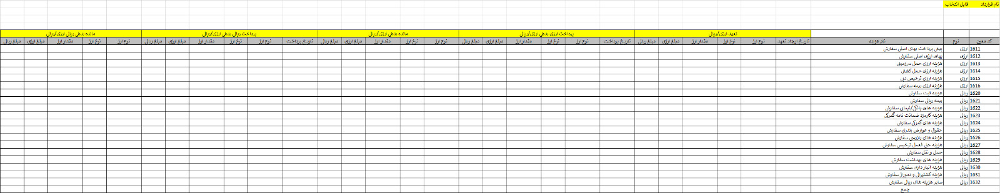 نام قرارداد قابل انتخاب
تعهد ارزی/ریالی پرداخت ارزی بدهی ارزی/ریالی مانده بدهی ارزی/ریالی پرداخت ریالی بدهی ارزی/ریالی مانده بدهی ریالی ارزی/ریالی
کد معین نوع نام هزینه تاریخ ایجاد تعهد نوع ارز نرخ ارز مقدار ارز مبلغ ارزی مبلغ ریالی تاریخ پرداخت نوع ارز نرخ ارز مقدار ارز مبلغ ارزی مبلغ ریالی نوع ارز نرخ ارز مقدار ارز مبلغ ارزی مبلغ ریالی تاریخ پرداخت نوع ارز نرخ ارز مقدار ارز مبلغ ارزی مبلغ ریالی نوع ارز نرخ ارز مقدار ارز مبلغ ارزی مبلغ ریالی
1611 ارزی پیش پرداخت بهای اصلی سفارش
1612 ارزی بهای ارزی اصلی سفارش
1613 ارزی هزینه ارزی حمل سرزمینی
1614 ارزی هزینه ارزی حمل کشتی
1615 ارزی هزینه ارزی ترخیص دبی
1616 ارزی هزینه ارزی بیمه سفارش
1620 ریالی هزینه ثبت سفارش
1621 ریالی بیمه ریالی سفارش
1622 ریالی هزینه های بانکی/نیمایی سفارش
1623 ریالی هزینه کارمزد ضمانت نامه گمرکی
1624 ریالی هزینه های گمرکی سفارش
1625 ریالی حقوق و عوارض بندری سفارش
1626 ریالی هزینه های بازرسی سفارش
1627 ریالی هزینه حق العمل ترخیص سفارش
1628 ریالی حمل و نقل سفارش
1629 ریالی هزینه های بهداشت سفارش
1630 ریالی هزینه انبار داری سفارش
1631 ریالی هزینه کشتیرانی و دموراژ سفارش
1632 ریالی سایر هزینه های ریالی سفارش
جمع